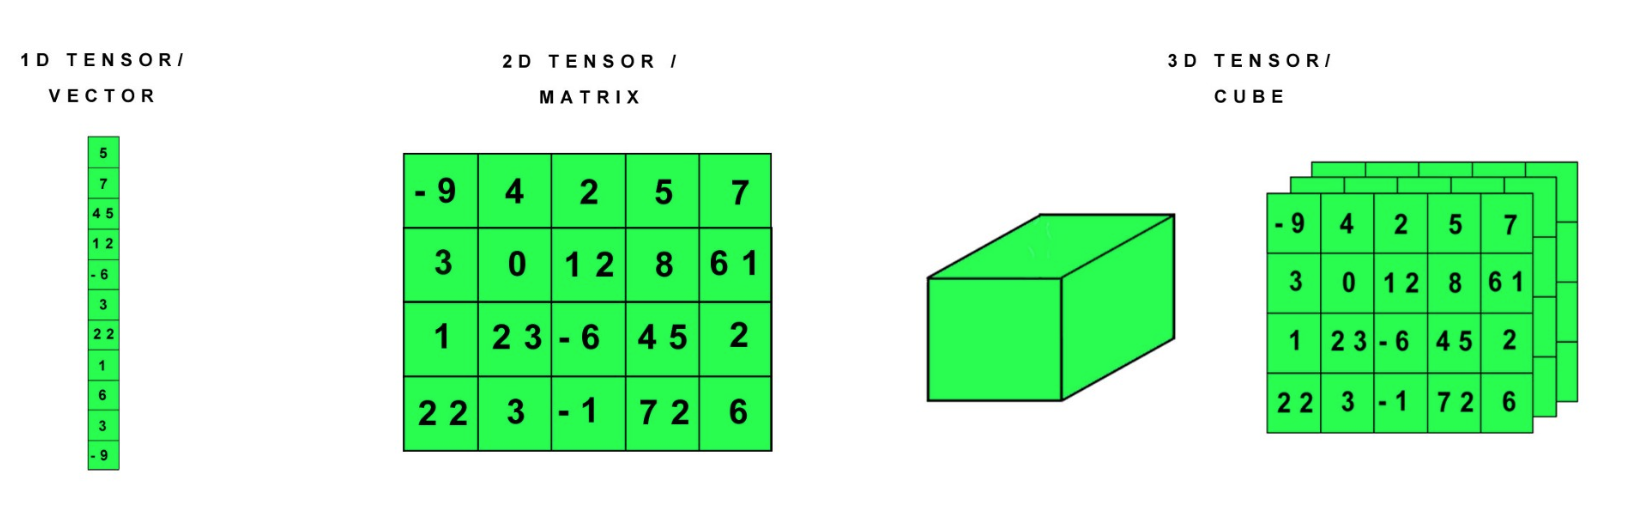 1D TENSOR/
VECTOR
5
7
45
12
-6
3
22
1
6
3
-9
2D TENSOR /
MATRIX
-9 4 2 5 7
3 0 12 8 61
1 23 -6 45 2
22 3 -1 72 6
3D TENSOR/
CUBE
-9 4 2 5 7
3 0 12 8 61
1 23 -6 45 2
22 3 -1 72 6